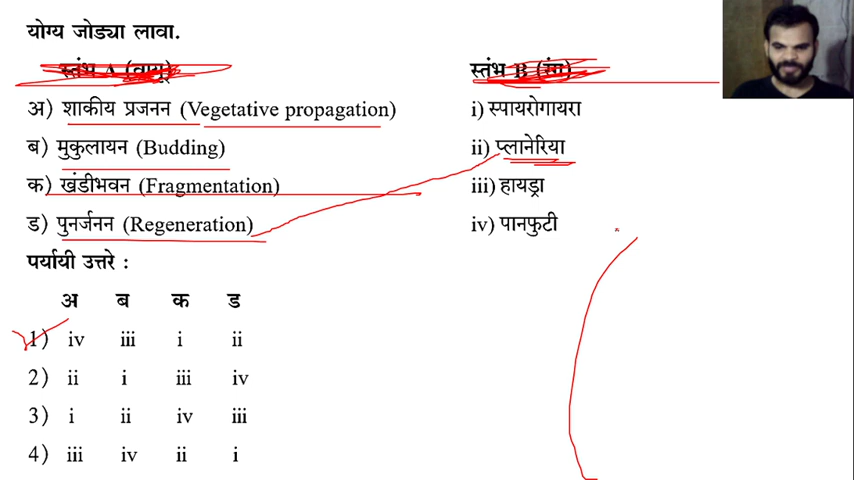 योग्य जोड्या लावा.
स्तंभ A (वायू) स्तंभ B (रंग)
अ) शाकीय प्रजनन (Vegetative propagation) i) स्पायरोगायरा
ब) मुकुलायन (Budding) ii) प्लानेरिया
क) खंडीभवन (Fragmentation) iii) हायड्रा
ड) पुनर्जनन (Regeneration) iv) पानफुटी
पर्यायी उत्तरे :
अ ब क ड
1) iv iii i ii
2) ii i iii iv
3) i ii iv iii
4) iii iv ii i